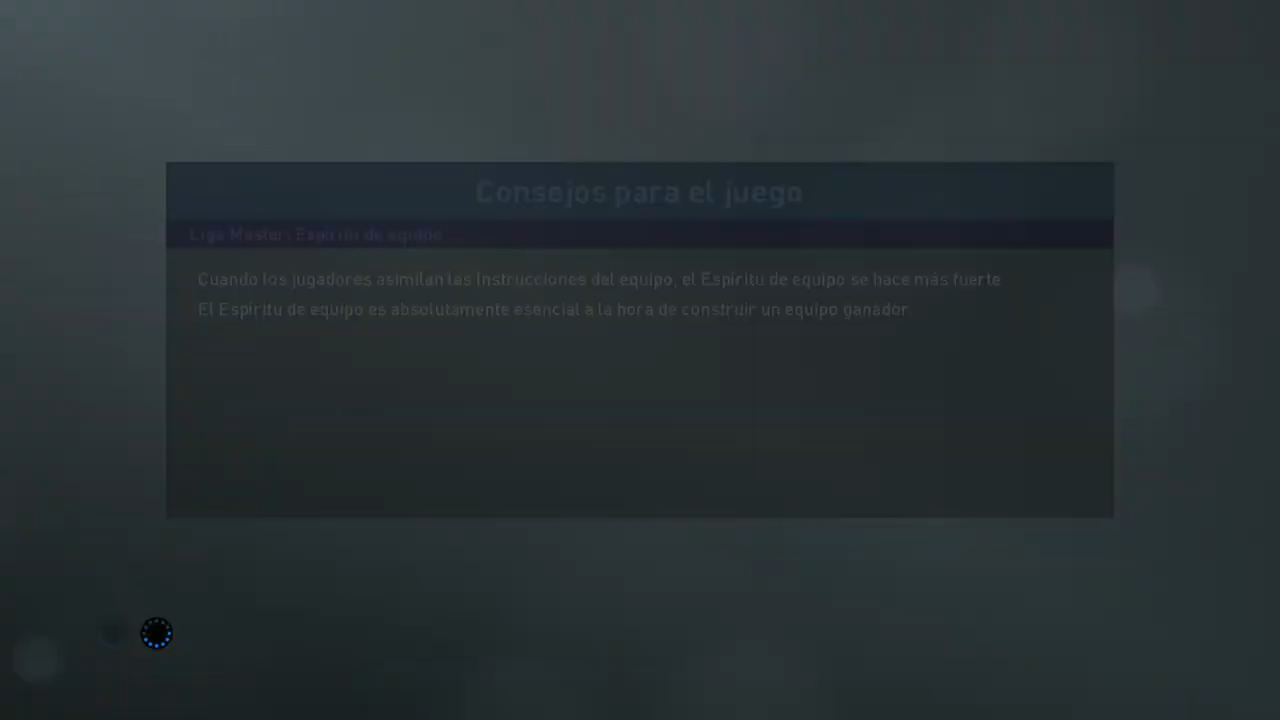 Consejos para el juego
Liga Master: Espíritu de equipo
Cuando los jugadores asimilan las Instrucciones del equipo, el Espíritu de equipo se hace más fuerte
El Espíritu de equipo es absolutamente esencial a la hora de construir un equipo ganador